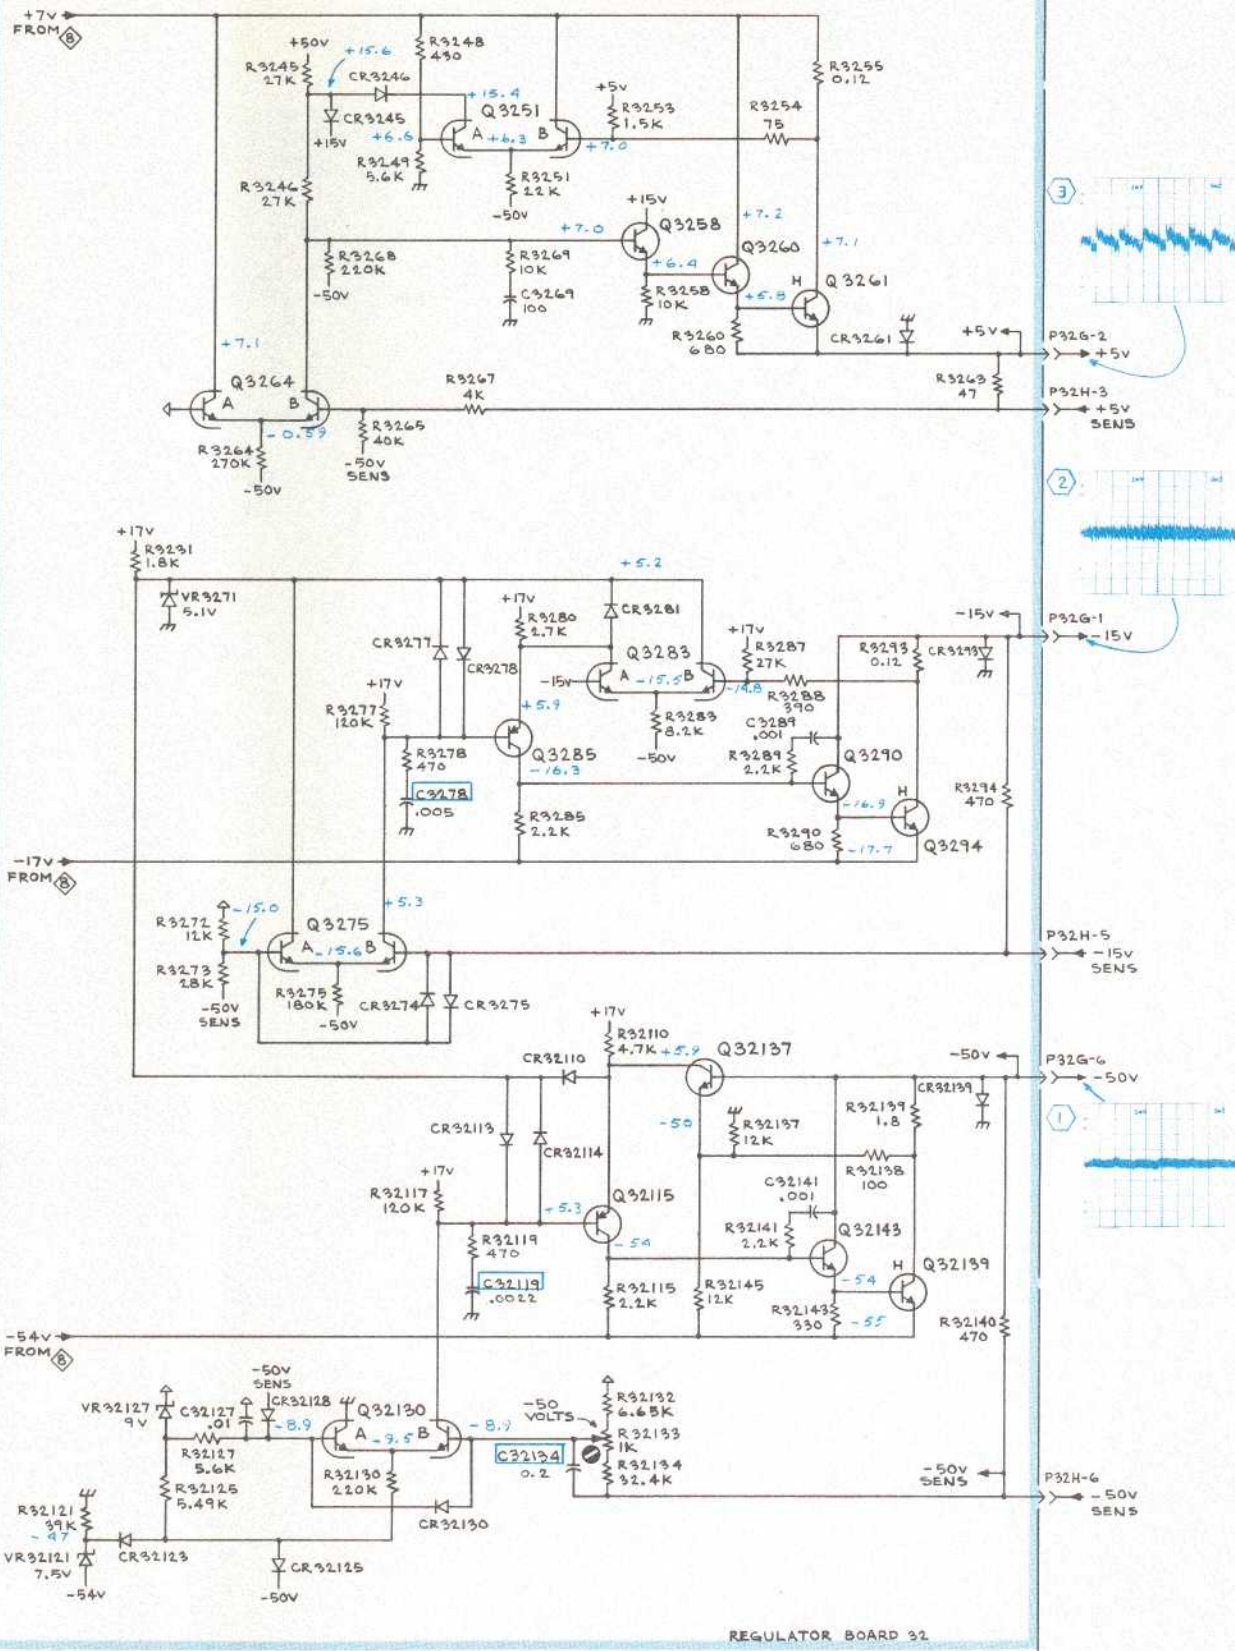 +7V
FROM 8
+50V
+15.6
R3245
27K
CR3246
R3248
430
+15.4
Q3251
A +6.3 B
CR3245
+15V
+6.6
R3249
5.6K
R3251
22K
-50V
+5V
R3253
1.5K
+7.0
R3254
75
R3255
0.12
R3246
27K
+15V
+7.0
Q3258
+7.2
Q3260
+7.1
+6.4
R3268
220K
-50V
R3269
10K
C3269
100
R3258
10K
+5.8
H Q3261
R3260
680
CR3261
+5V
P32G-2
+5V
3
+7.1
Q3264
A B
-0.59
R3264
270K
-50V
R3267
4K
R3265
40K
-50V
SENS
R3263
47
P32H-3
+5V
SENS
2
+17V
R3231
1.8K
VR3271
5.1V
+5.2
+17V
R3280
2.7K
CR3281
CR3277
CR3278
Q3283
A -15.5 B
-15V
+17V
R3287
27K
-14.8
R3288
390
-15V
R3293
0.12
CR3293
P32G-1
-15V
+17V
R3277
120K
+5.9
R3283
8.2K
-50V
C3289
.001
R3278
470
C3278
.005
Q3285
-16.3
R3289
2.2K
Q3290
R3285
2.2K
-16.9
H
R3290
680
-17.7
Q3294
R3294
470
-17V
FROM 8
+5.3
R3272
12K
-15.0
Q3275
A -15.6 B
R3273
28K
-50V
SENS
R3275
180K
-50V
CR3274
CR3275
P32H-5
-15V
SENS
+17V
R32110
4.7K
+5.9
Q32137
CR32110
-50V
CR32139
P32G-6
-50V
1
CR32113
CR32114
-50
R32137
12K
R32139
1.8
R32138
100
+17V
R32117
120K
+5.3
Q32115
C32141
.001
R32119
470
-54
R32141
2.2K
Q32143
C32119
.0022
R32115
2.2K
R32145
12K
-54
H Q32139
R32143
330
-55
R32140
470
-54V
FROM 8
-50V
SENS
VR32127
9V
C32127
.01
CR32128
-8.9
Q32130
A -9.5 B
-8.9
-50
VOLTS
R32132
6.65K
R32133
1K
R32134
32.4K
C32134
0.2
R32127
5.6K
R32125
5.49K
R32130
220K
CR32130
-50V
SENS
P32H-6
-50V
SENS
R32121
39K
-47
VR32121
7.5V
-54V
CR32123
CR32125
-50V
REGULATOR BOARD 32